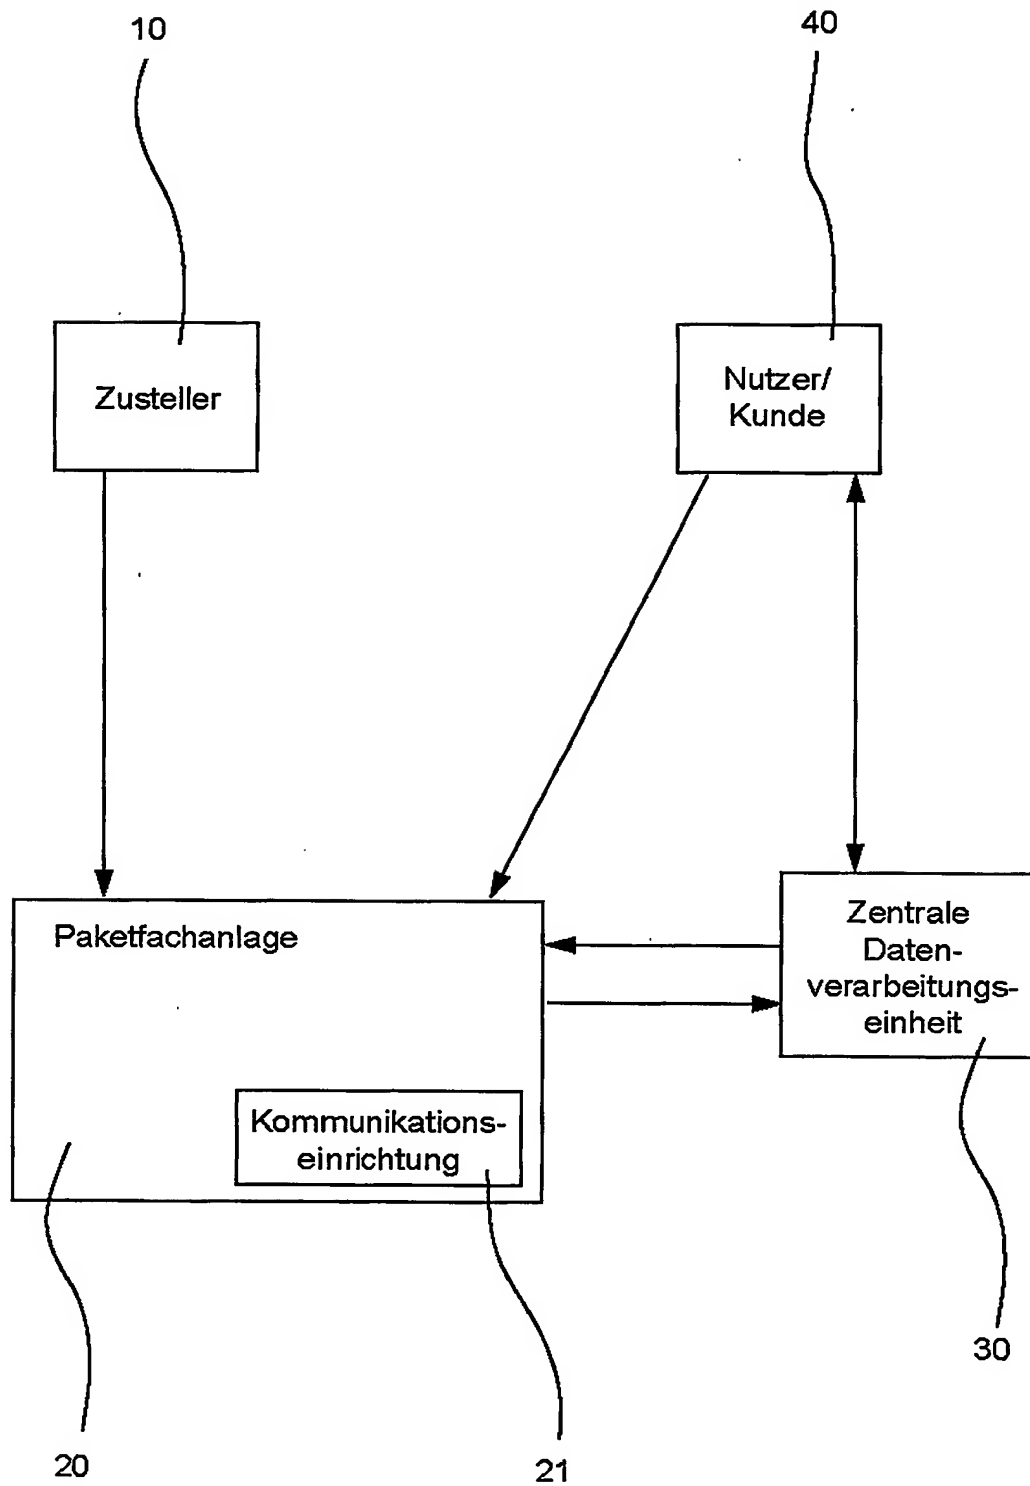 10
40
Zusteller
Nutzer/
Kunde
Paketfachanlage
Zentrale
Daten-
verarbeitungs-
einheit
Kommunikations-
einrichtung
30
20
21